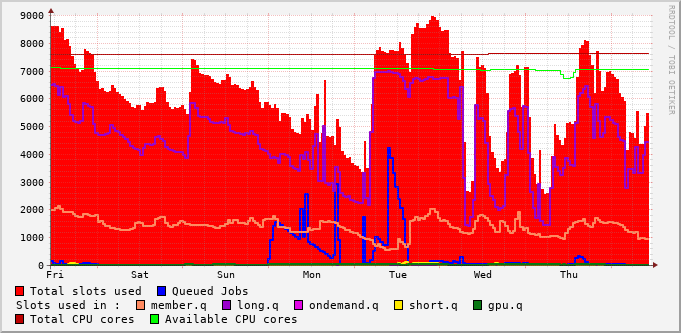 RRDTOOL / TOBI OETIKER
9000
8000
7000
6000
5000
4000
3000
2000
1000
0
Fri Sat Sun Mon Tue Wed Thu
Total slots used Queued Jobs
Slots used in : member.q long.q ondemand.q short.q gpu.q
Total CPU cores Available CPU cores